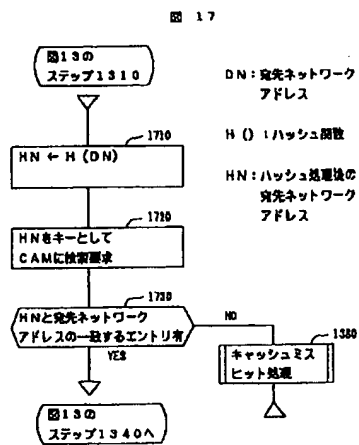 図 17
図13の
ステップ1310
DN:宛先ネットワーク
アドレス
H():ハッシュ関数
HN:ハッシュ処理後の
宛先ネットワーク
アドレス
1710
HN ← H (DN)
1720
HNをキーとして
CAMに検索要求
1730
HNと宛先ネットワーク
アドレスの一致するエントリ有
NO
YES
1380
キャッシュミス
ヒット処理
図13の
ステップ1340へ